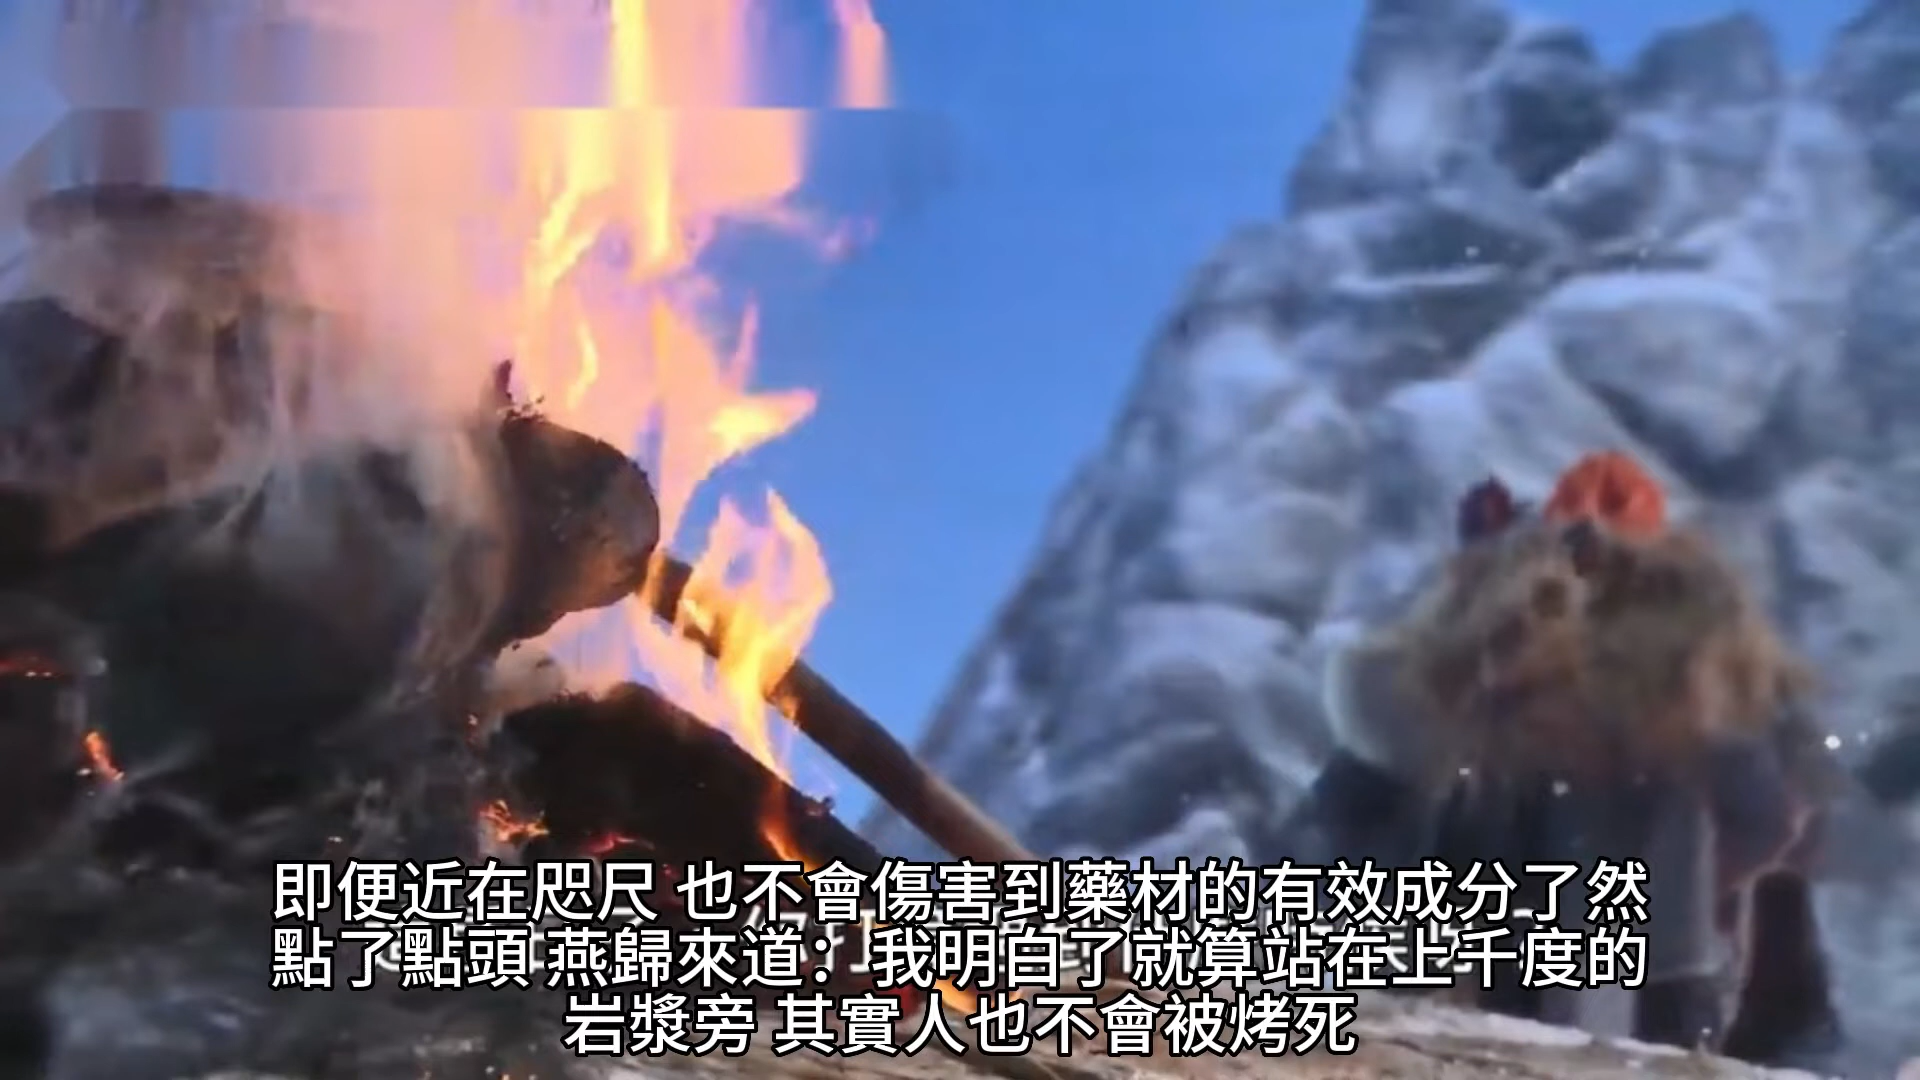 即便近在咫尺 也不會傷害到藥材的有效成分了然
點了點頭 燕歸來道：我明白了就算站在上千度的
岩漿旁 其實人也不會被烤死